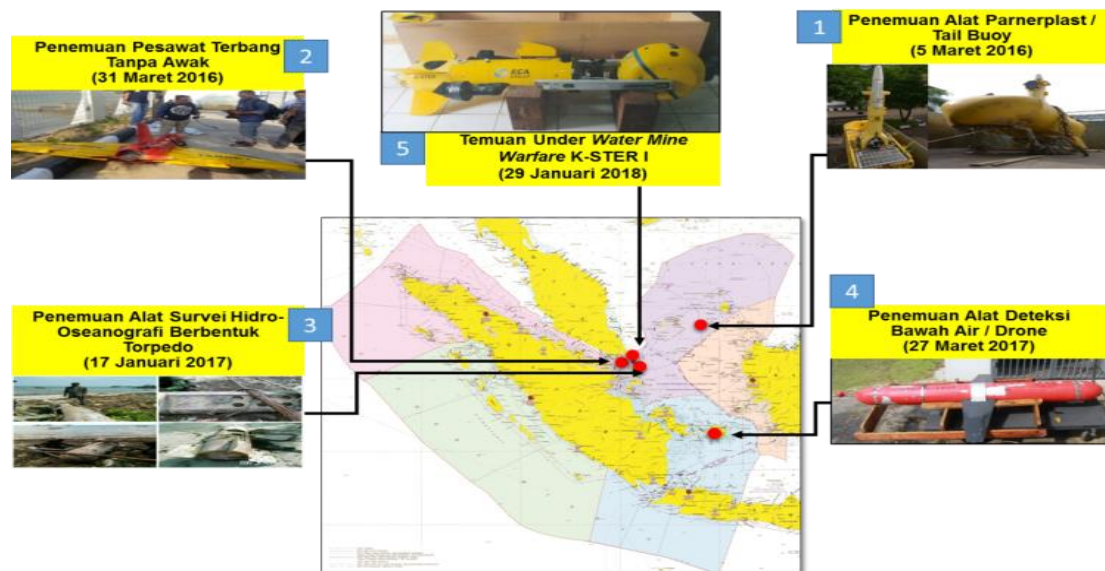 1
Penemuan Alat Parnerplast /
Tail Buoy
(5 Maret 2016)
2
Penemuan Pesawat Terbang
Tanpa Awak
(31 Maret 2016)
ECA
5
Temuan Under Water Mine
Warfare K-STER I
(29 Januari 2018)
3
Penemuan Alat Survei Hidro-
Oseanografi Berbentuk
Torpedo
(17 Januari 2017)
4
Penemuan Alat Deteksi
Bawah Air / Drone
(27 Maret 2017)